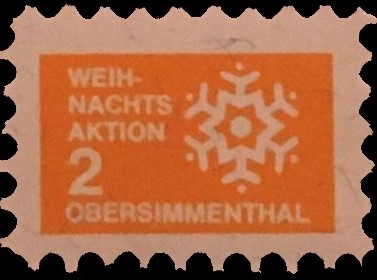 WEIH-
NACHTS
AKTION
2
OBERSIMMENTHAL